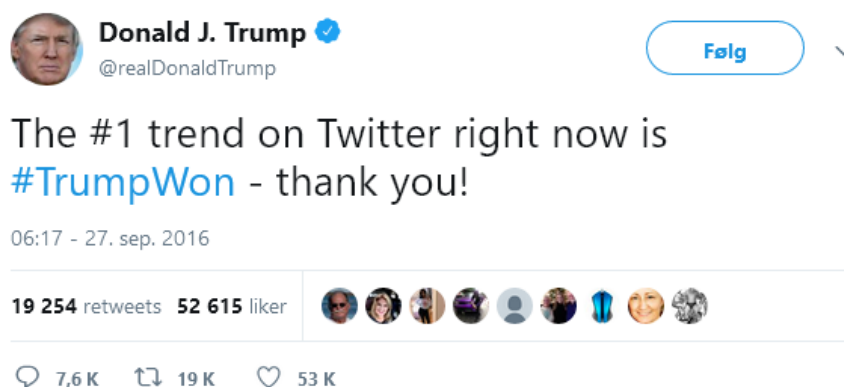 Donald J. Trump
@realDonaldTrump
Følg
The #1 trend on Twitter right now is
#TrumpWon - thank you!
06:17 - 27. sep. 2016
19 254 retweets 52 615 liker
7,6 K 19 K 53 K